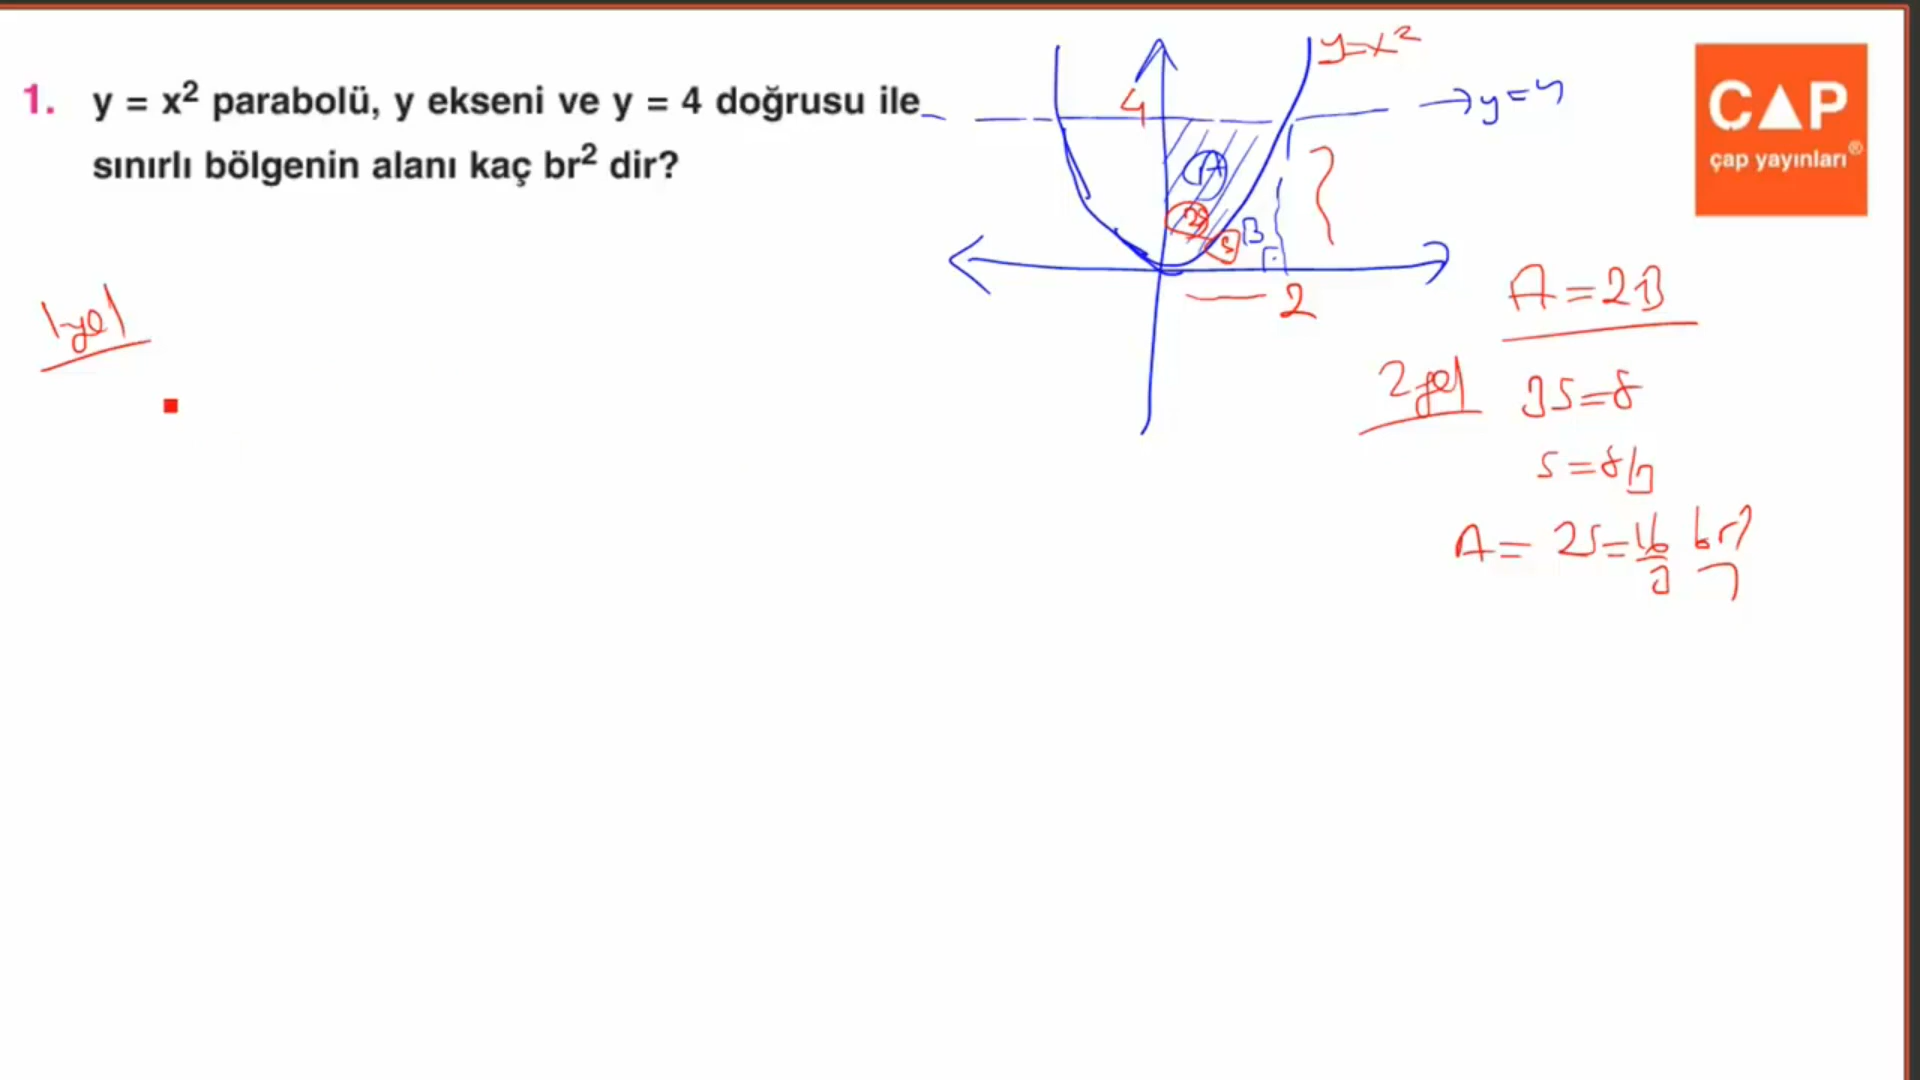 1. y = x² parabolü, y ekseni ve y = 4 doğrusu ile
sınırlı bölgenin alanı kaç br² dir?
y=x²
4
y=4
A
2S
S
B
2
ÇAP
çap yayınları®
1.yol
A=2B
2.yol
3S=8
S=8/3
A= 2S=16/3 br²